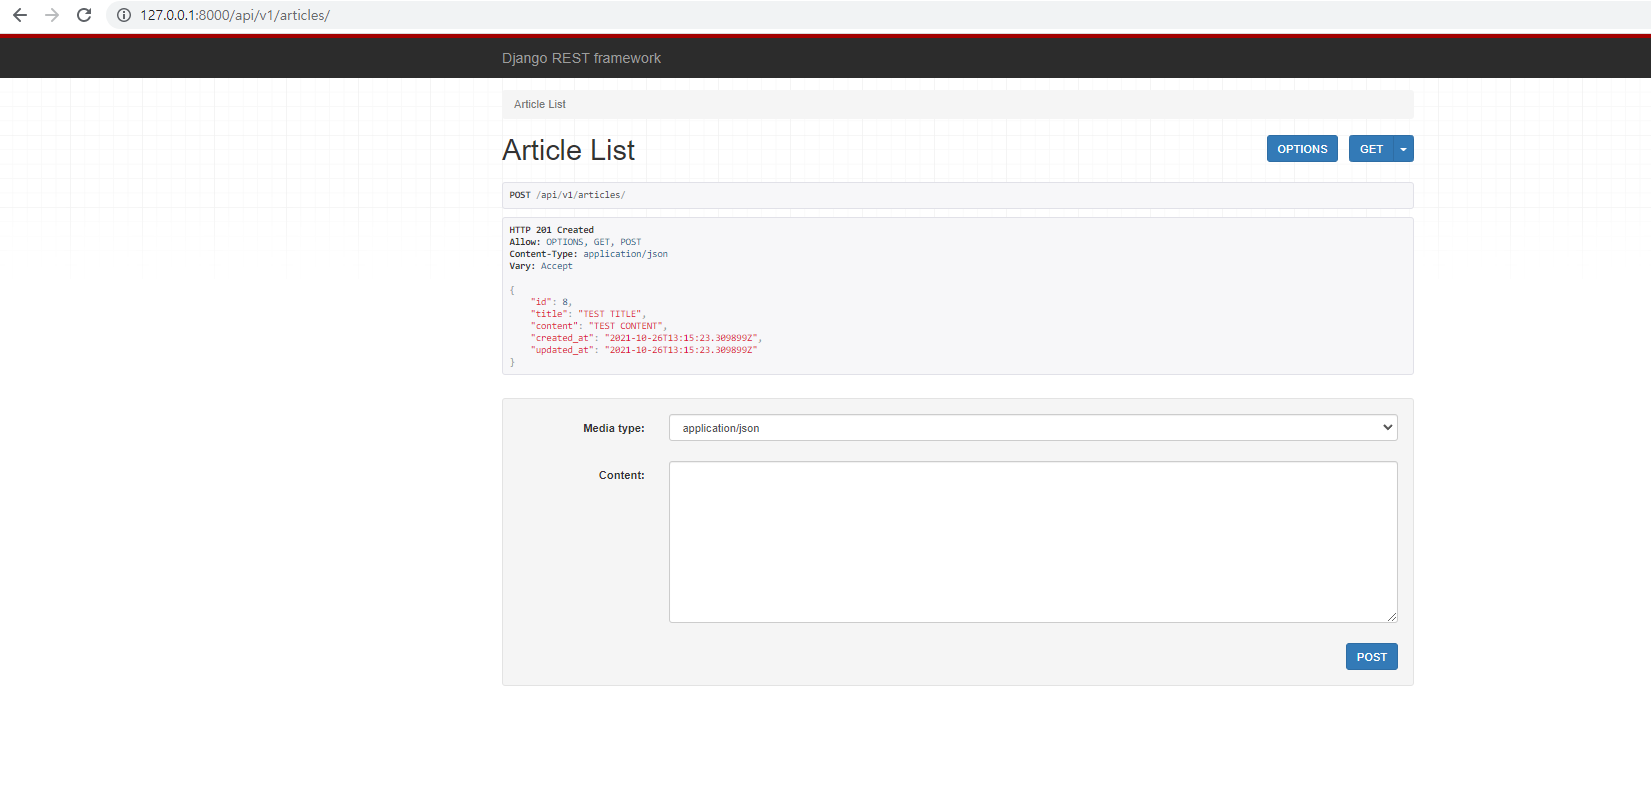 127.0.0.1:8000/api/v1/articles/
Django REST framework
Article List
Article List
OPTIONS
GET
POST /api/v1/articles/
HTTP 201 Created
Allow: OPTIONS, GET, POST
Content-Type: application/json
Vary: Accept
{
    "id": 8,
    "title": "TEST TITLE",
    "content": "TEST CONTENT",
    "created_at": "2021-10-26T13:15:23.309899Z",
    "updated_at": "2021-10-26T13:15:23.309899Z"
}
Media type:
application/json
Content:
POST